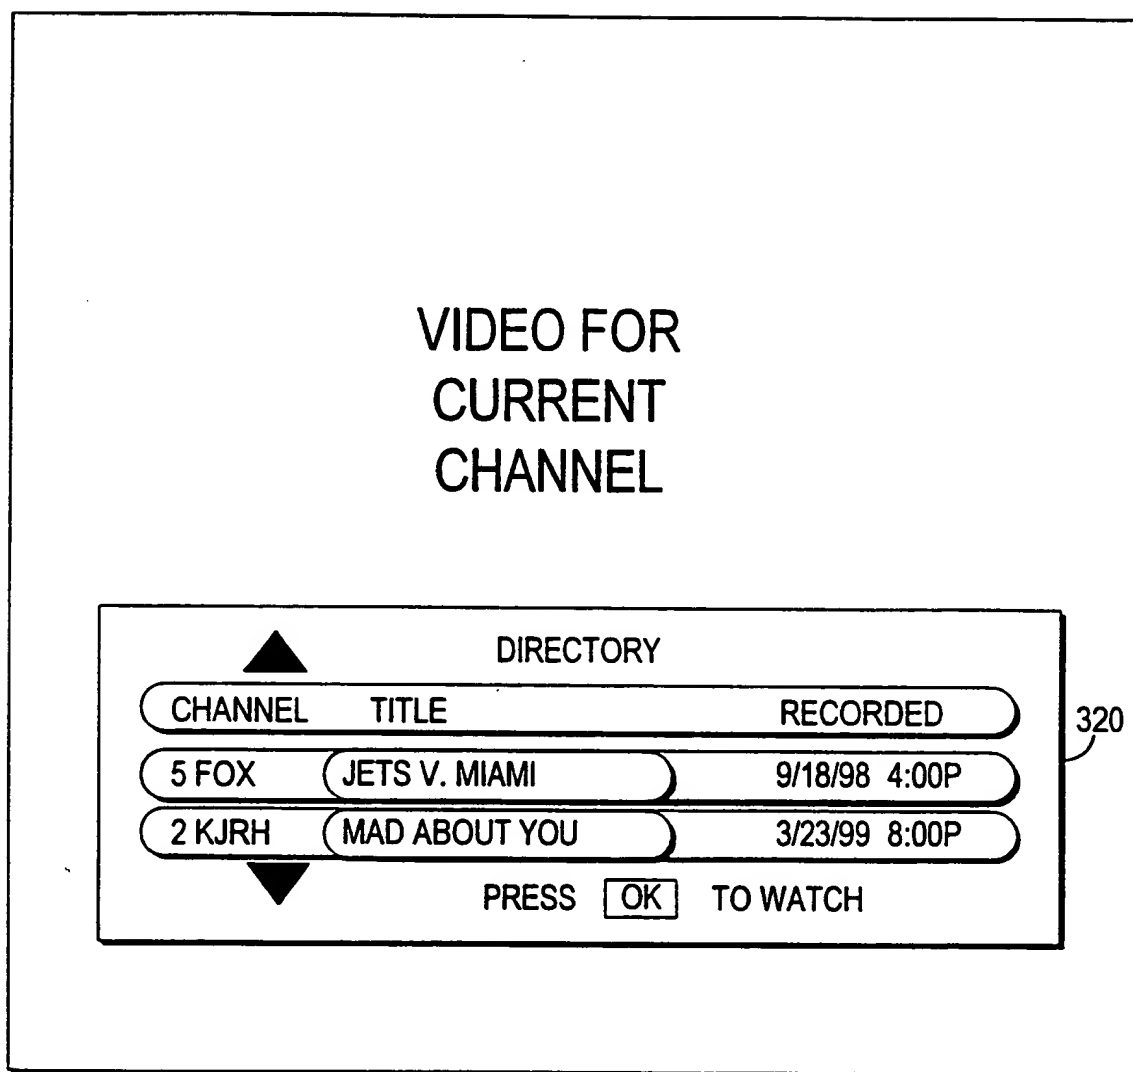 VIDEO FOR
CURRENT
CHANNEL
DIRECTORY
CHANNEL TITLE RECORDED
5 FOX JETS V. MIAMI 9/18/98 4:00P
2 KJRH MAD ABOUT YOU 3/23/99 8:00P
PRESS OK TO WATCH
320